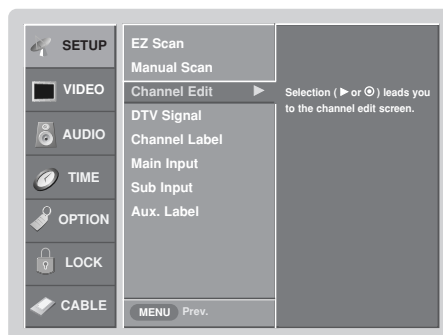 SETUP
VIDEO
AUDIO
TIME
OPTION
LOCK
CABLE
EZ Scan
Manual Scan
Channel Edit ▶
DTV Signal
Channel Label
Main Input
Sub Input
Aux. Label
MENU Prev.
Selection ( ▶ or ⊙ ) leads you
to the channel edit screen.